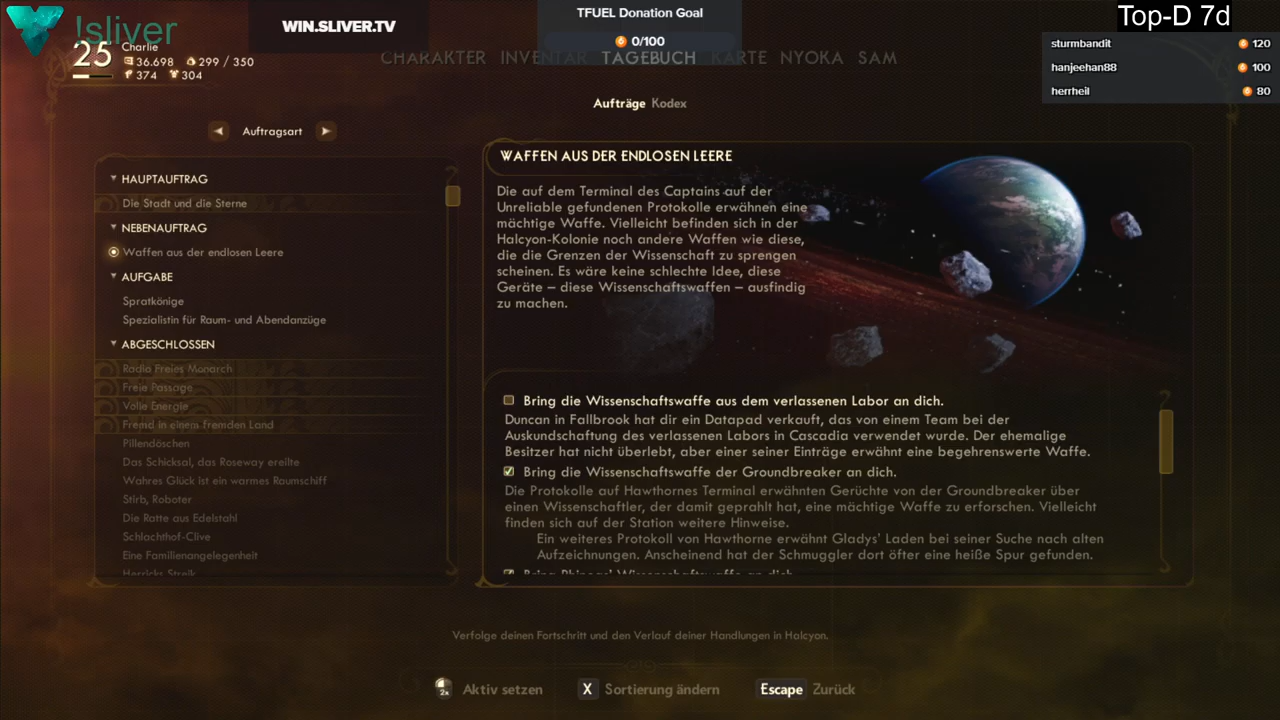 !sliver
WIN.SLIVER.TV
TFUEL Donation Goal
0/100
Top-D 7d
sturmbandit 120
hanjeehan88 100
herrheil 80
25
Charlie
36.698 299 / 350
374 304
CHARAKTER INVENTAR TAGEBUCH KARTE NYOKA SAM
Aufträge Kodex
Auftragsart
HAUPTAUFTRAG
Die Stadt und die Sterne
NEBENAUFTRAG
Waffen aus der endlosen Leere
AUFGABE
Spratkönige
Spezialistin für Raum- und Abendanzüge
ABGESCHLOSSEN
Radio Freies Monarch
Freie Passage
Volle Energie
Fremd in einem fremden Land
Pillendöschen
Das Schicksal, das Roseway ereilte
Wahres Glück ist ein warmes Raumschiff
Stirb, Roboter
Die Ratte aus Edelstahl
Schlachthof-Clive
Eine Familienangelegenheit
Herricks Streik
WAFFEN AUS DER ENDLOSEN LEERE
Die auf dem Terminal des Captains auf der
Unreliable gefundenen Protokolle erwähnen eine
mächtige Waffe. Vielleicht befinden sich in der
Halcyon-Kolonie noch andere Waffen wie diese,
die die Grenzen der Wissenschaft zu sprengen
scheinen. Es wäre keine schlechte Idee, diese
Geräte – diese Wissenschaftswaffen – ausfindig
zu machen.
Bring die Wissenschaftswaffe aus dem verlassenen Labor an dich.
Duncan in Fallbrook hat dir ein Datapad verkauft, das von einem Team bei der
Auskundschaftung des verlassenen Labors in Cascadia verwendet wurde. Der ehemalige
Besitzer hat nicht überlebt, aber einer seiner Einträge erwähnt eine begehrenswerte Waffe.
Bring die Wissenschaftswaffe der Groundbreaker an dich.
Die Protokolle auf Hawthornes Terminal erwähnten Gerüchte von der Groundbreaker über
einen Wissenschaftler, der damit geprahlt hat, eine mächtige Waffe zu erforschen. Vielleicht
finden sich auf der Station weitere Hinweise.
Ein weiteres Protokoll von Hawthorne erwähnt Gladys' Laden bei seiner Suche nach alten
Aufzeichnungen. Anscheinend hat der Schmuggler dort öfter eine heiße Spur gefunden.
Bring Phineas' Wissenschaftswaffe an dich.
Verfolge deinen Fortschritt und den Verlauf deiner Handlungen in Halcyon.
2x Aktiv setzen X Sortierung ändern Escape Zurück